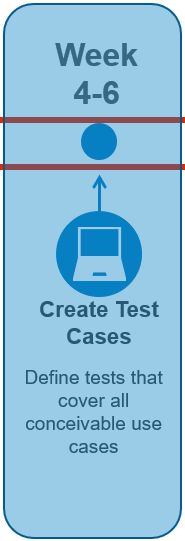 Week
4-6
Create Test
Cases
Define tests that
cover all
conceivable use
cases